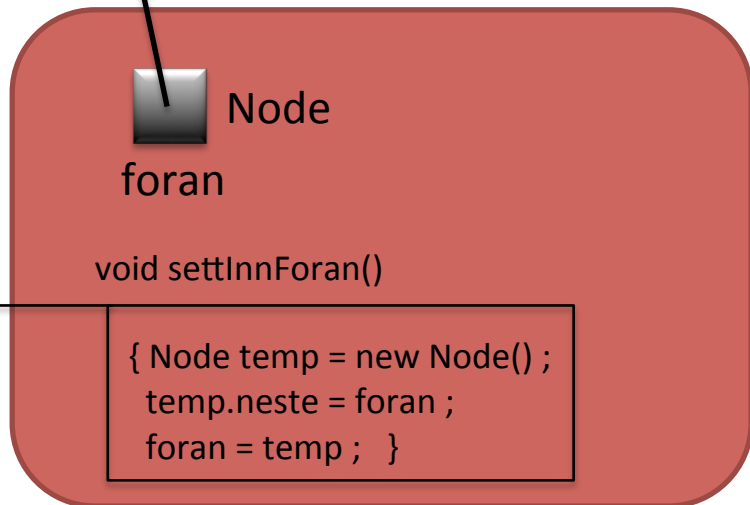 Node
foran
void settInnForan()
{ Node temp = new Node() ;
temp.neste = foran ;
foran = temp ; }